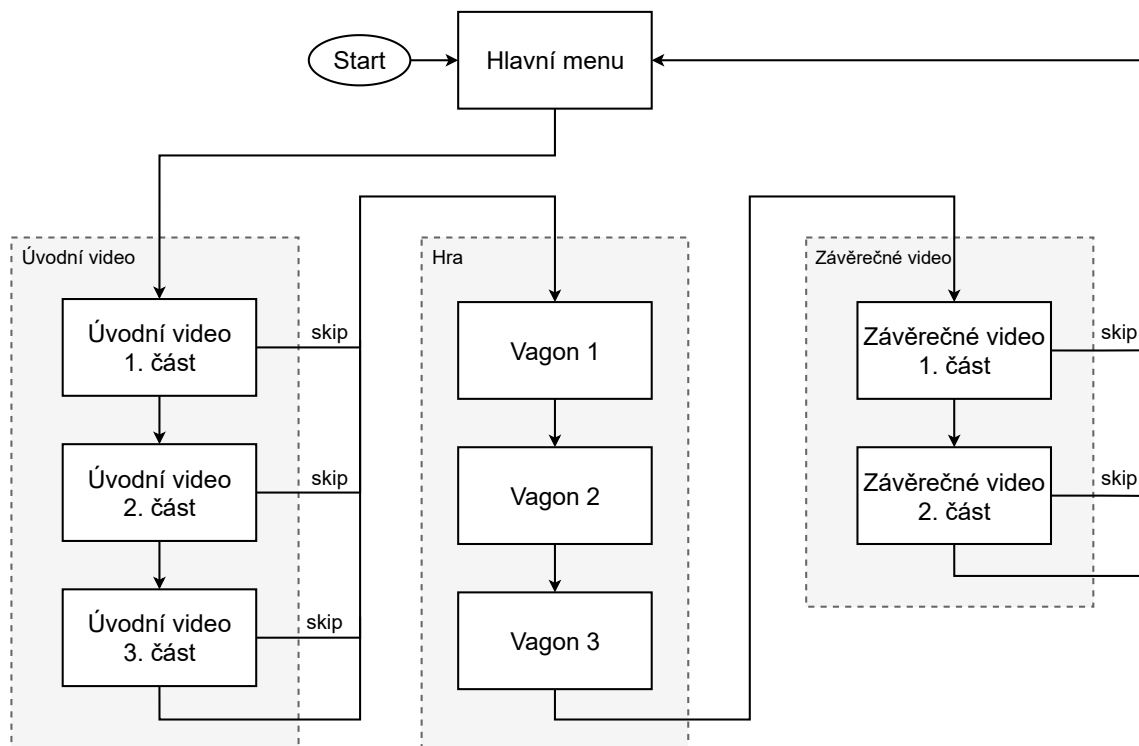 Start
Hlavní menu
Úvodní video
Úvodní video
1. část
skip
Úvodní video
2. část
skip
Úvodní video
3. část
skip
Hra
Vagon 1
Vagon 2
Vagon 3
Závěrečné video
Závěrečné video
1. část
skip
Závěrečné video
2. část
skip